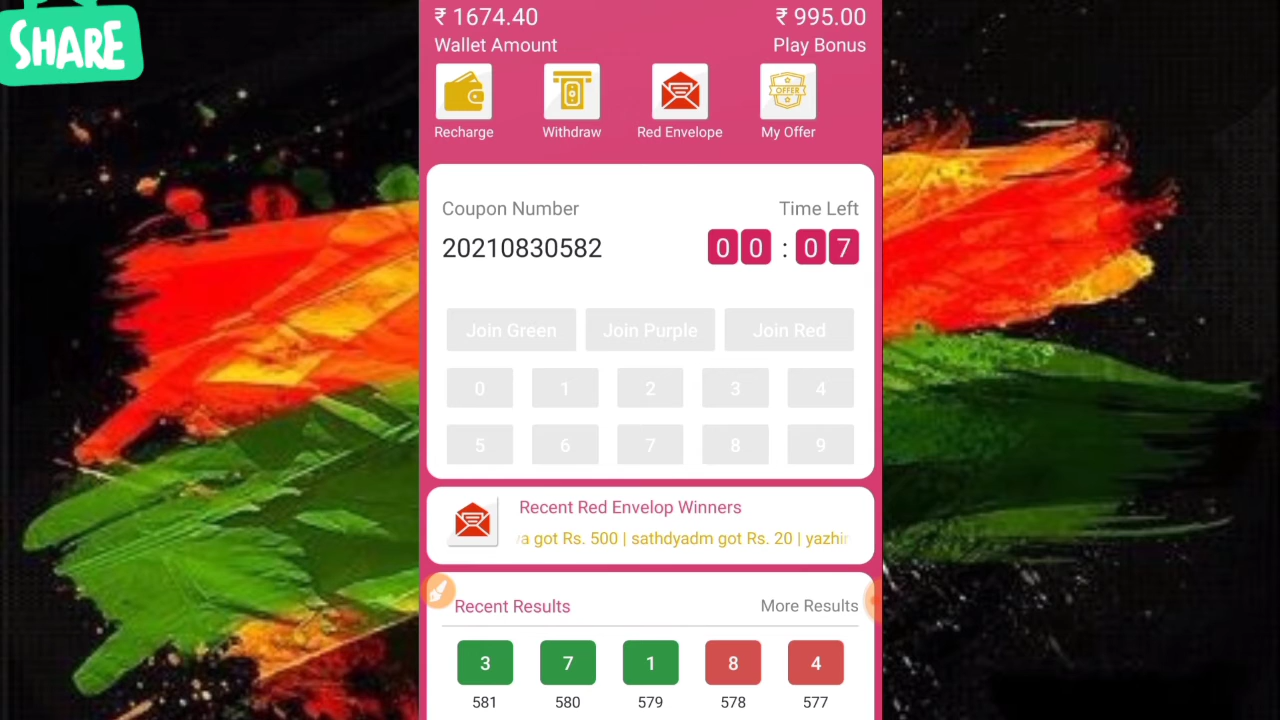 SHARE
₹ 1674.40 ₹ 995.00
Wallet Amount Play Bonus
OFFER
Recharge Withdraw Red Envelope My Offer
Coupon Number Time Left
20210830582 00 : 07
Join Green Join Purple Join Red
0 1 2 3 4
5 6 7 8 9
Recent Red Envelop Winners
a got Rs. 500 | sathdyadm got Rs. 20 | yazhir
Recent Results More Results
3 7 1 8 4
581 580 579 578 577